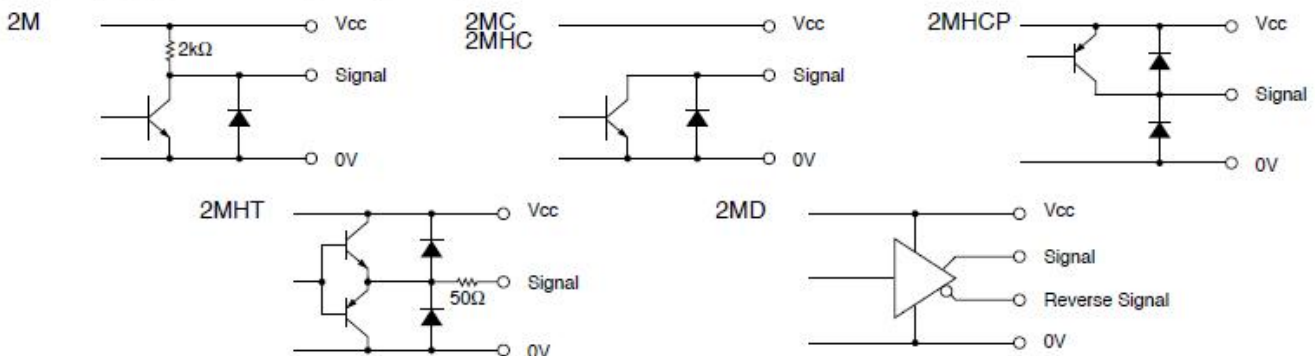 2M
Vcc
2kΩ
Signal
0V
2MC
2MHC
Vcc
Signal
0V
2MHCP
Vcc
Signal
0V
2MHT
Vcc
Signal
50Ω
0V
2MD
Vcc
Signal
Reverse Signal
0V